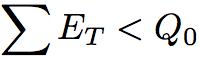 ∑ E_T < Q_0